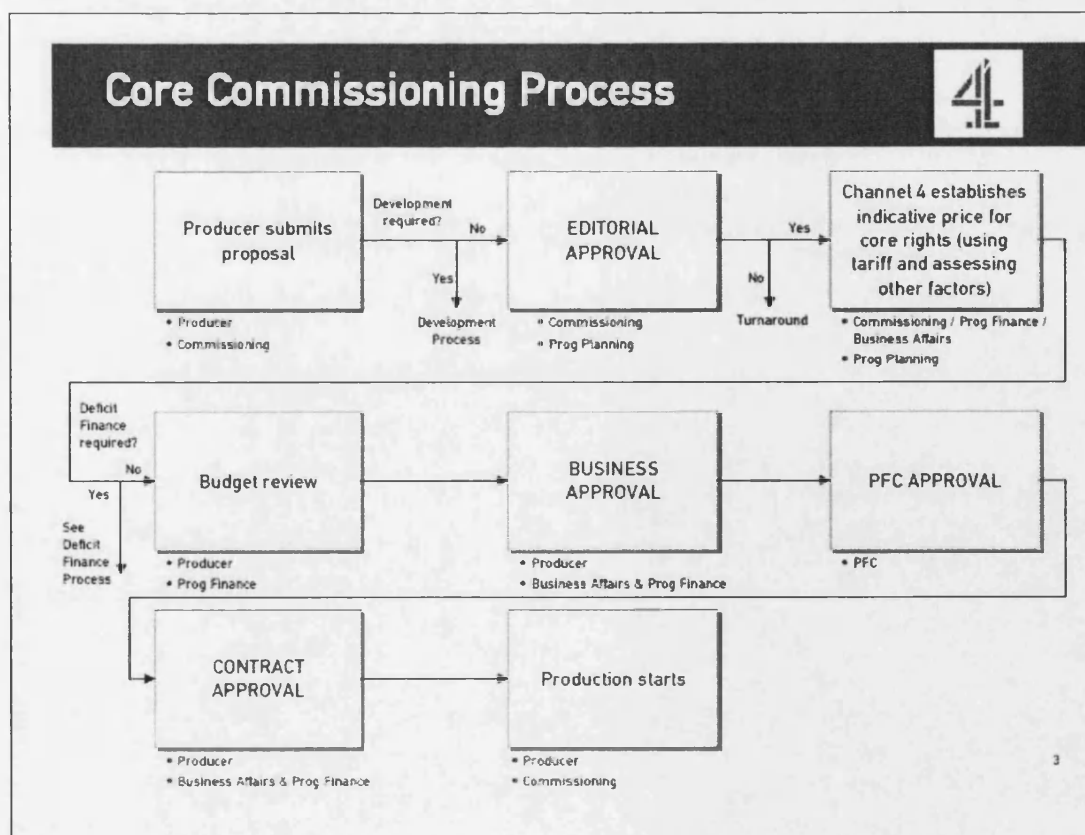 Core Commissioning Process
4
Producer submits
proposal
• Producer
• Commissioning
Development
required?
No
Yes
Development
Process
EDITORIAL
APPROVAL
• Commissioning
• Prog Planning
Yes
No
Turnaround
Channel 4 establishes
indicative price for
core rights (using
tariff and assessing
other factors)
• Commissioning / Prog Finance /
Business Affairs
• Prog Planning
Deficit
Finance
required?
No
Yes
See
Deficit
Finance
Process
Budget review
• Producer
• Prog Finance
BUSINESS
APPROVAL
• Producer
• Business Affairs & Prog Finance
PFC APPROVAL
• PFC
CONTRACT
APPROVAL
• Producer
• Business Affairs & Prog Finance
Production starts
• Producer
• Commissioning
3